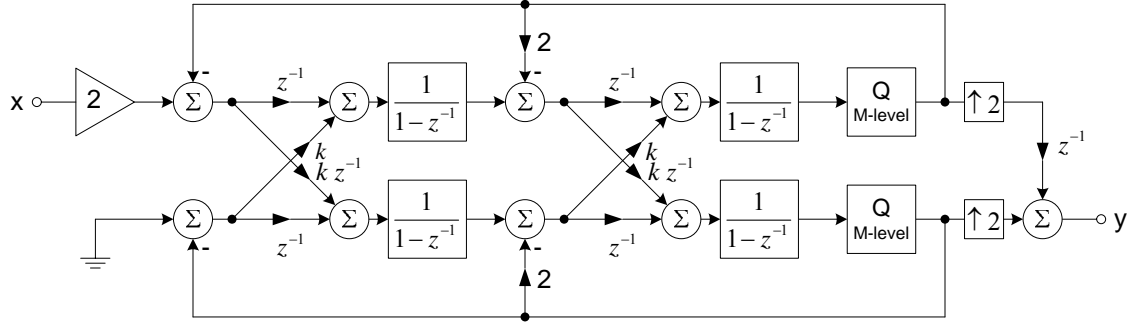 2
- z⁻¹ - z⁻¹
x 2 Σ Σ 1 / 1 − z⁻¹ Σ Σ 1 / 1 − z⁻¹ Q M-level ↑ 2
k k z⁻¹
k z⁻¹ k z⁻¹
Σ Σ 1 / 1 − z⁻¹ Σ Σ 1 / 1 − z⁻¹ Q M-level ↑ 2 Σ y
- z⁻¹ - z⁻¹
2